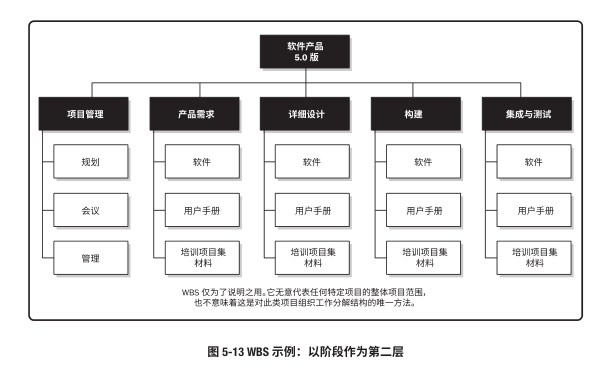 软件产品
5.0 版
项目管理
产品需求
详细设计
构建
集成与测试
规划
软件
软件
软件
软件
会议
用户手册
用户手册
用户手册
用户手册
管理
培训项目集
材料
培训项目集
材料
培训项目集
材料
培训项目集
材料
WBS 仅为了说明之用。它无意代表任何特定项目的整体项目范围，
也不意味着这是对此类项目组织工作分解结构的唯一方法。
图 5-13 WBS 示例：以阶段作为第二层